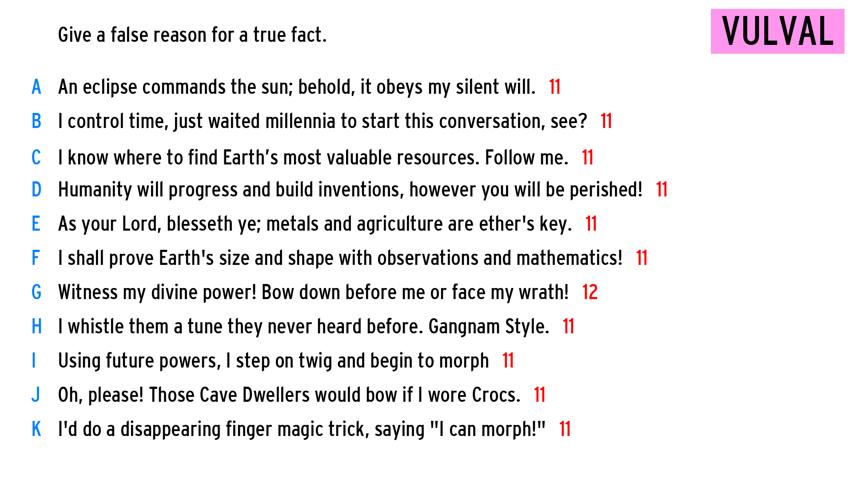 Give a false reason for a true fact.
VULVAL
A An eclipse commands the sun; behold, it obeys my silent will. 11
B I control time, just waited millennia to start this conversation, see? 11
C I know where to find Earth's most valuable resources. Follow me. 11
D Humanity will progress and build inventions, however you will be perished! 11
E As your Lord, blesseth ye; metals and agriculture are ether's key. 11
F I shall prove Earth's size and shape with observations and mathematics! 11
G Witness my divine power! Bow down before me or face my wrath! 12
H I whistle them a tune they never heard before. Gangnam Style. 11
I Using future powers, I step on twig and begin to morph 11
J Oh, please! Those Cave Dwellers would bow if I wore Crocs. 11
K I'd do a disappearing finger magic trick, saying "I can morph!" 11